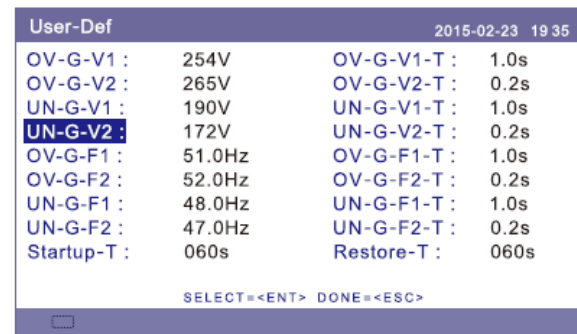 User-Def 2015-02-23 19 35
OV-G-V1 : 254V OV-G-V1-T : 1.0s
OV-G-V2 : 265V OV-G-V2-T : 0.2s
UN-G-V1 : 190V UN-G-V1-T : 1.0s
UN-G-V2 : 172V UN-G-V2-T : 0.2s
OV-G-F1 : 51.0Hz OV-G-F1-T : 1.0s
OV-G-F2 : 52.0Hz OV-G-F2-T : 0.2s
UN-G-F1 : 48.0Hz UN-G-F1-T : 1.0s
UN-G-F2 : 47.0Hz UN-G-F2-T : 0.2s
Startup-T : 060s Restore-T : 060s
SELECT=<ENT> DONE=<ESC>